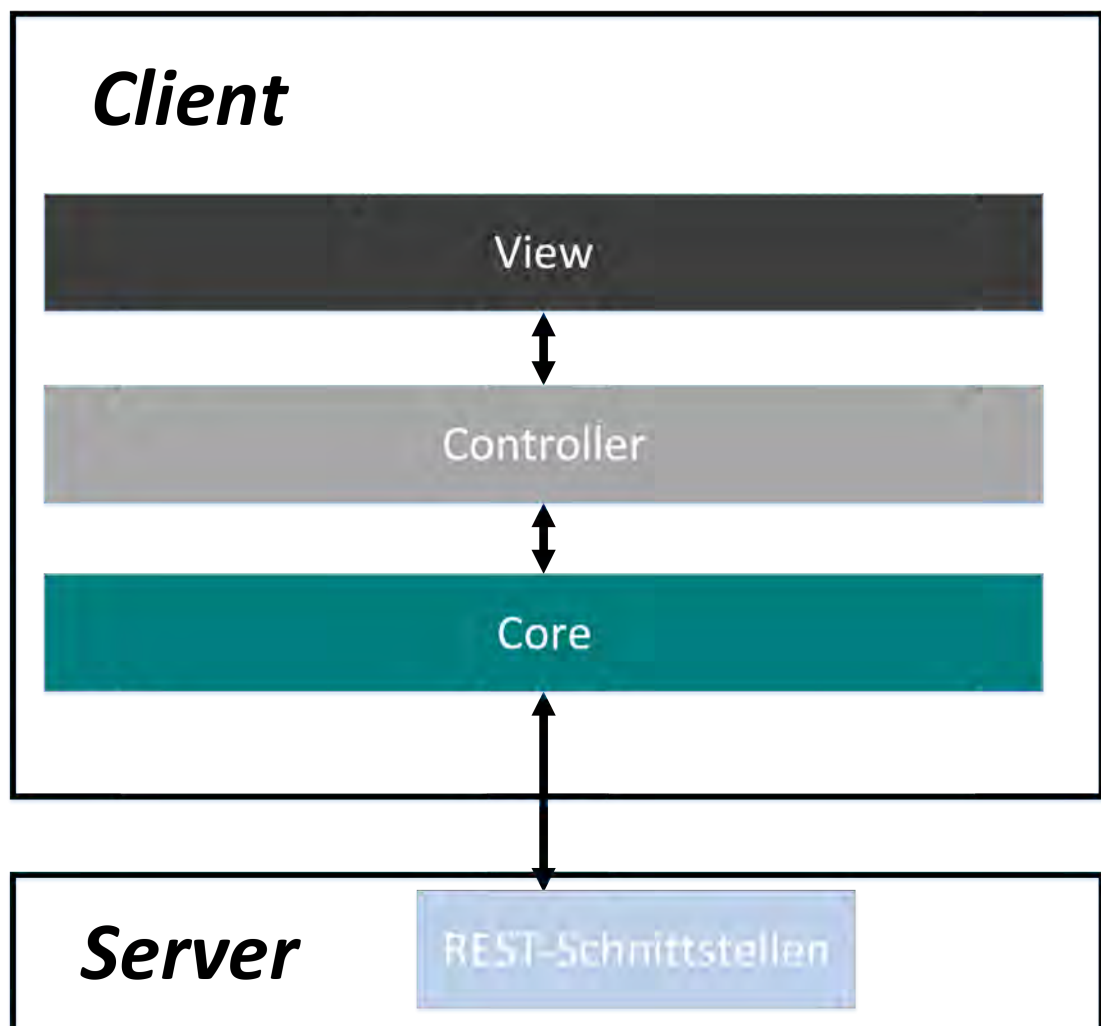 Client
View
Controller
Core
Server
REST-Schnittstellen